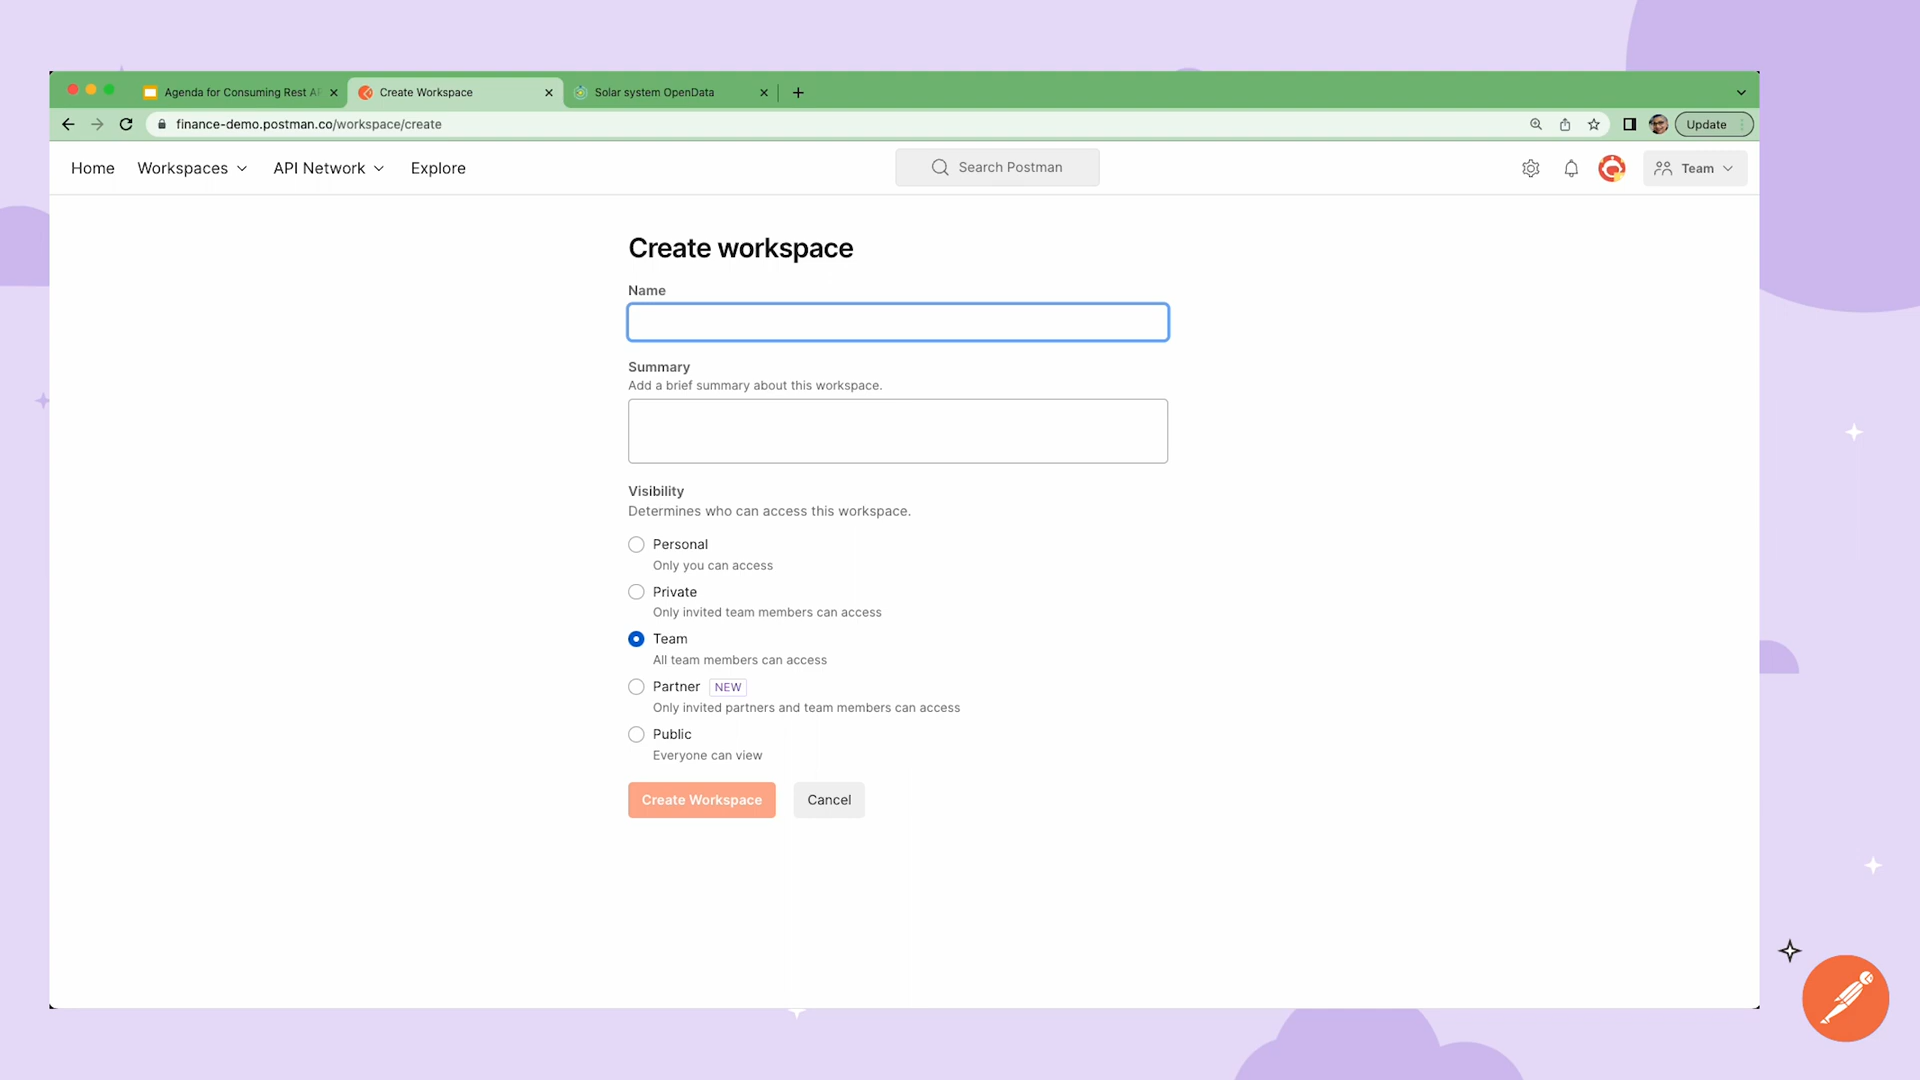 Agenda for Consuming Rest AP
Create Workspace
Solar system OpenData
finance-demo.postman.co/workspace/create
Update
Home
Workspaces
API Network
Explore
Search Postman
Team
Create workspace
Name
Summary
Add a brief summary about this workspace.
Visibility
Determines who can access this workspace.
Personal
Only you can access
Private
Only invited team members can access
Team
All team members can access
Partner NEW
Only invited partners and team members can access
Public
Everyone can view
Create Workspace
Cancel